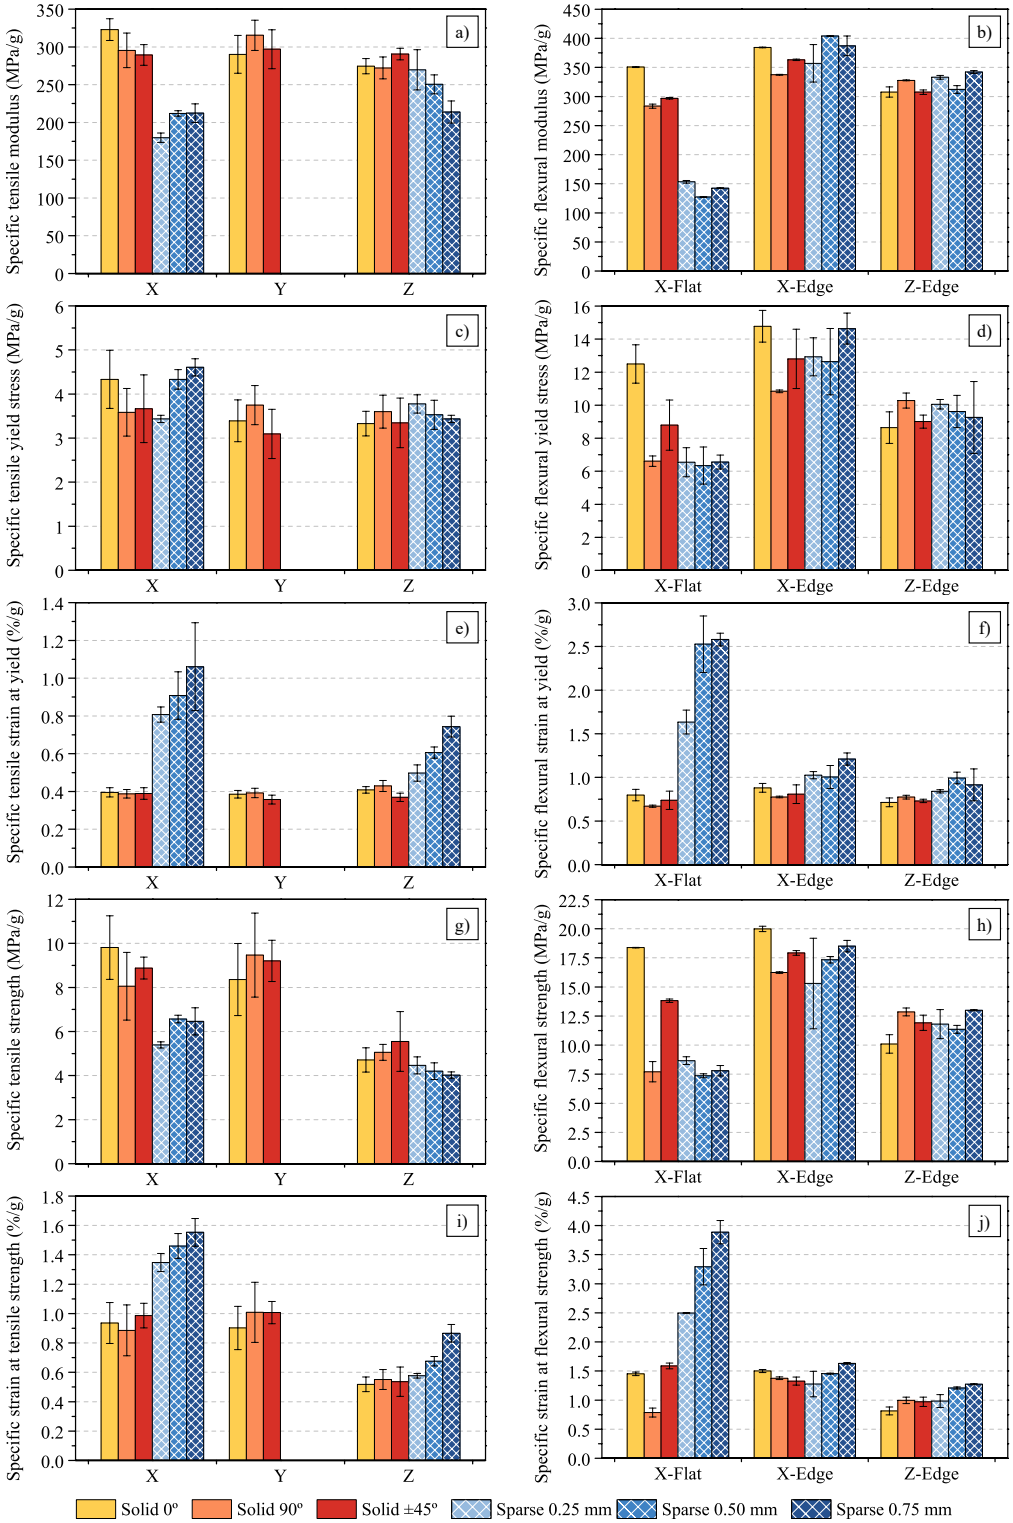 Specific tensile modulus (MPa/g)
350
300
250
200
150
100
50
0
a)
X Y Z
Specific flexural modulus (MPa/g)
450
400
350
300
250
200
150
100
50
0
b)
X-Flat X-Edge Z-Edge
Specific tensile yield stress (MPa/g)
6
5
4
3
2
1
0
c)
X Y Z
Specific flexural yield stress (MPa/g)
16
14
12
10
8
6
4
2
0
d)
X-Flat X-Edge Z-Edge
Specific tensile strain at yield (%/g)
1.4
1.2
1.0
0.8
0.6
0.4
0.2
0.0
e)
X Y Z
Specific flexural strain at yield (%/g)
3.0
2.5
2.0
1.5
1.0
0.5
0.0
f)
X-Flat X-Edge Z-Edge
Specific tensile strength (MPa/g)
12
10
8
6
4
2
0
g)
X Y Z
Specific flexural strength (MPa/g)
22.5
20.0
17.5
15.0
12.5
10.0
7.5
5.0
2.5
0.0
h)
X-Flat X-Edge Z-Edge
Specific strain at tensile strength (%/g)
1.8
1.6
1.4
1.2
1.0
0.8
0.6
0.4
0.2
0.0
i)
X Y Z
Specific strain at flexural strength (%/g)
4.5
4.0
3.5
3.0
2.5
2.0
1.5
1.0
0.5
0.0
j)
X-Flat X-Edge Z-Edge
Solid 0º Solid 90º Solid ±45º Sparse 0.25 mm Sparse 0.50 mm Sparse 0.75 mm